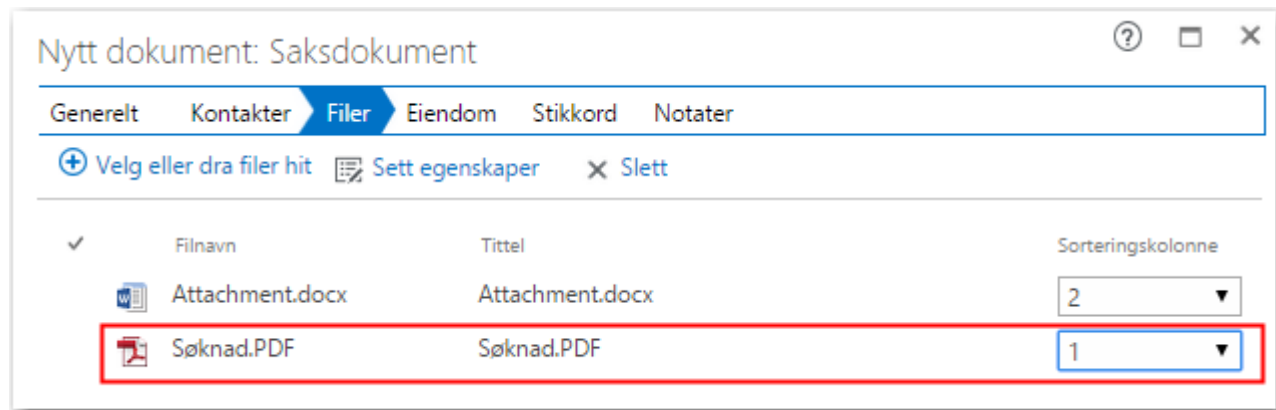 Nytt dokument: Saksdokument
Generelt Kontakter Filer Eiendom Stikkord Notater
Velg eller dra filer hit Sett egenskaper Slett
Filnavn Tittel Sorteringskolonne
Attachment.docx Attachment.docx 2
Søknad.PDF Søknad.PDF 1